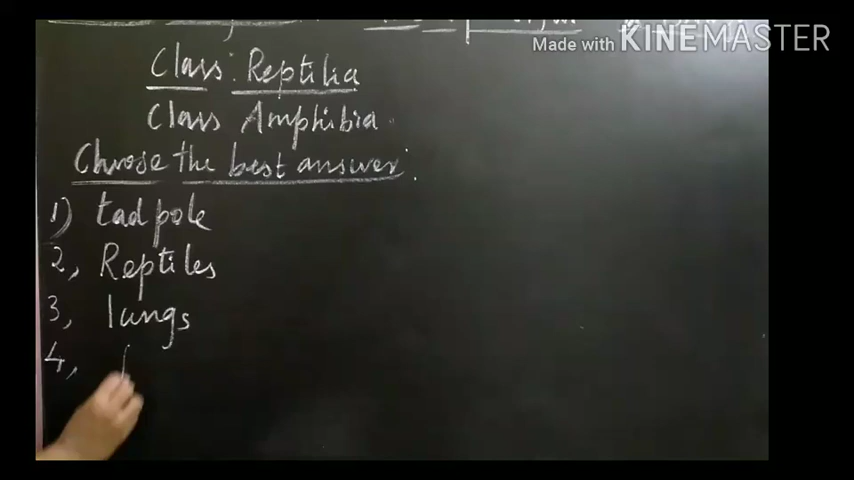 Made with KINEMASTER
Class: Reptilia
Class Amphibia.
Choose the best answer:
1) tadpole
2, Reptiles
3, lungs
4,